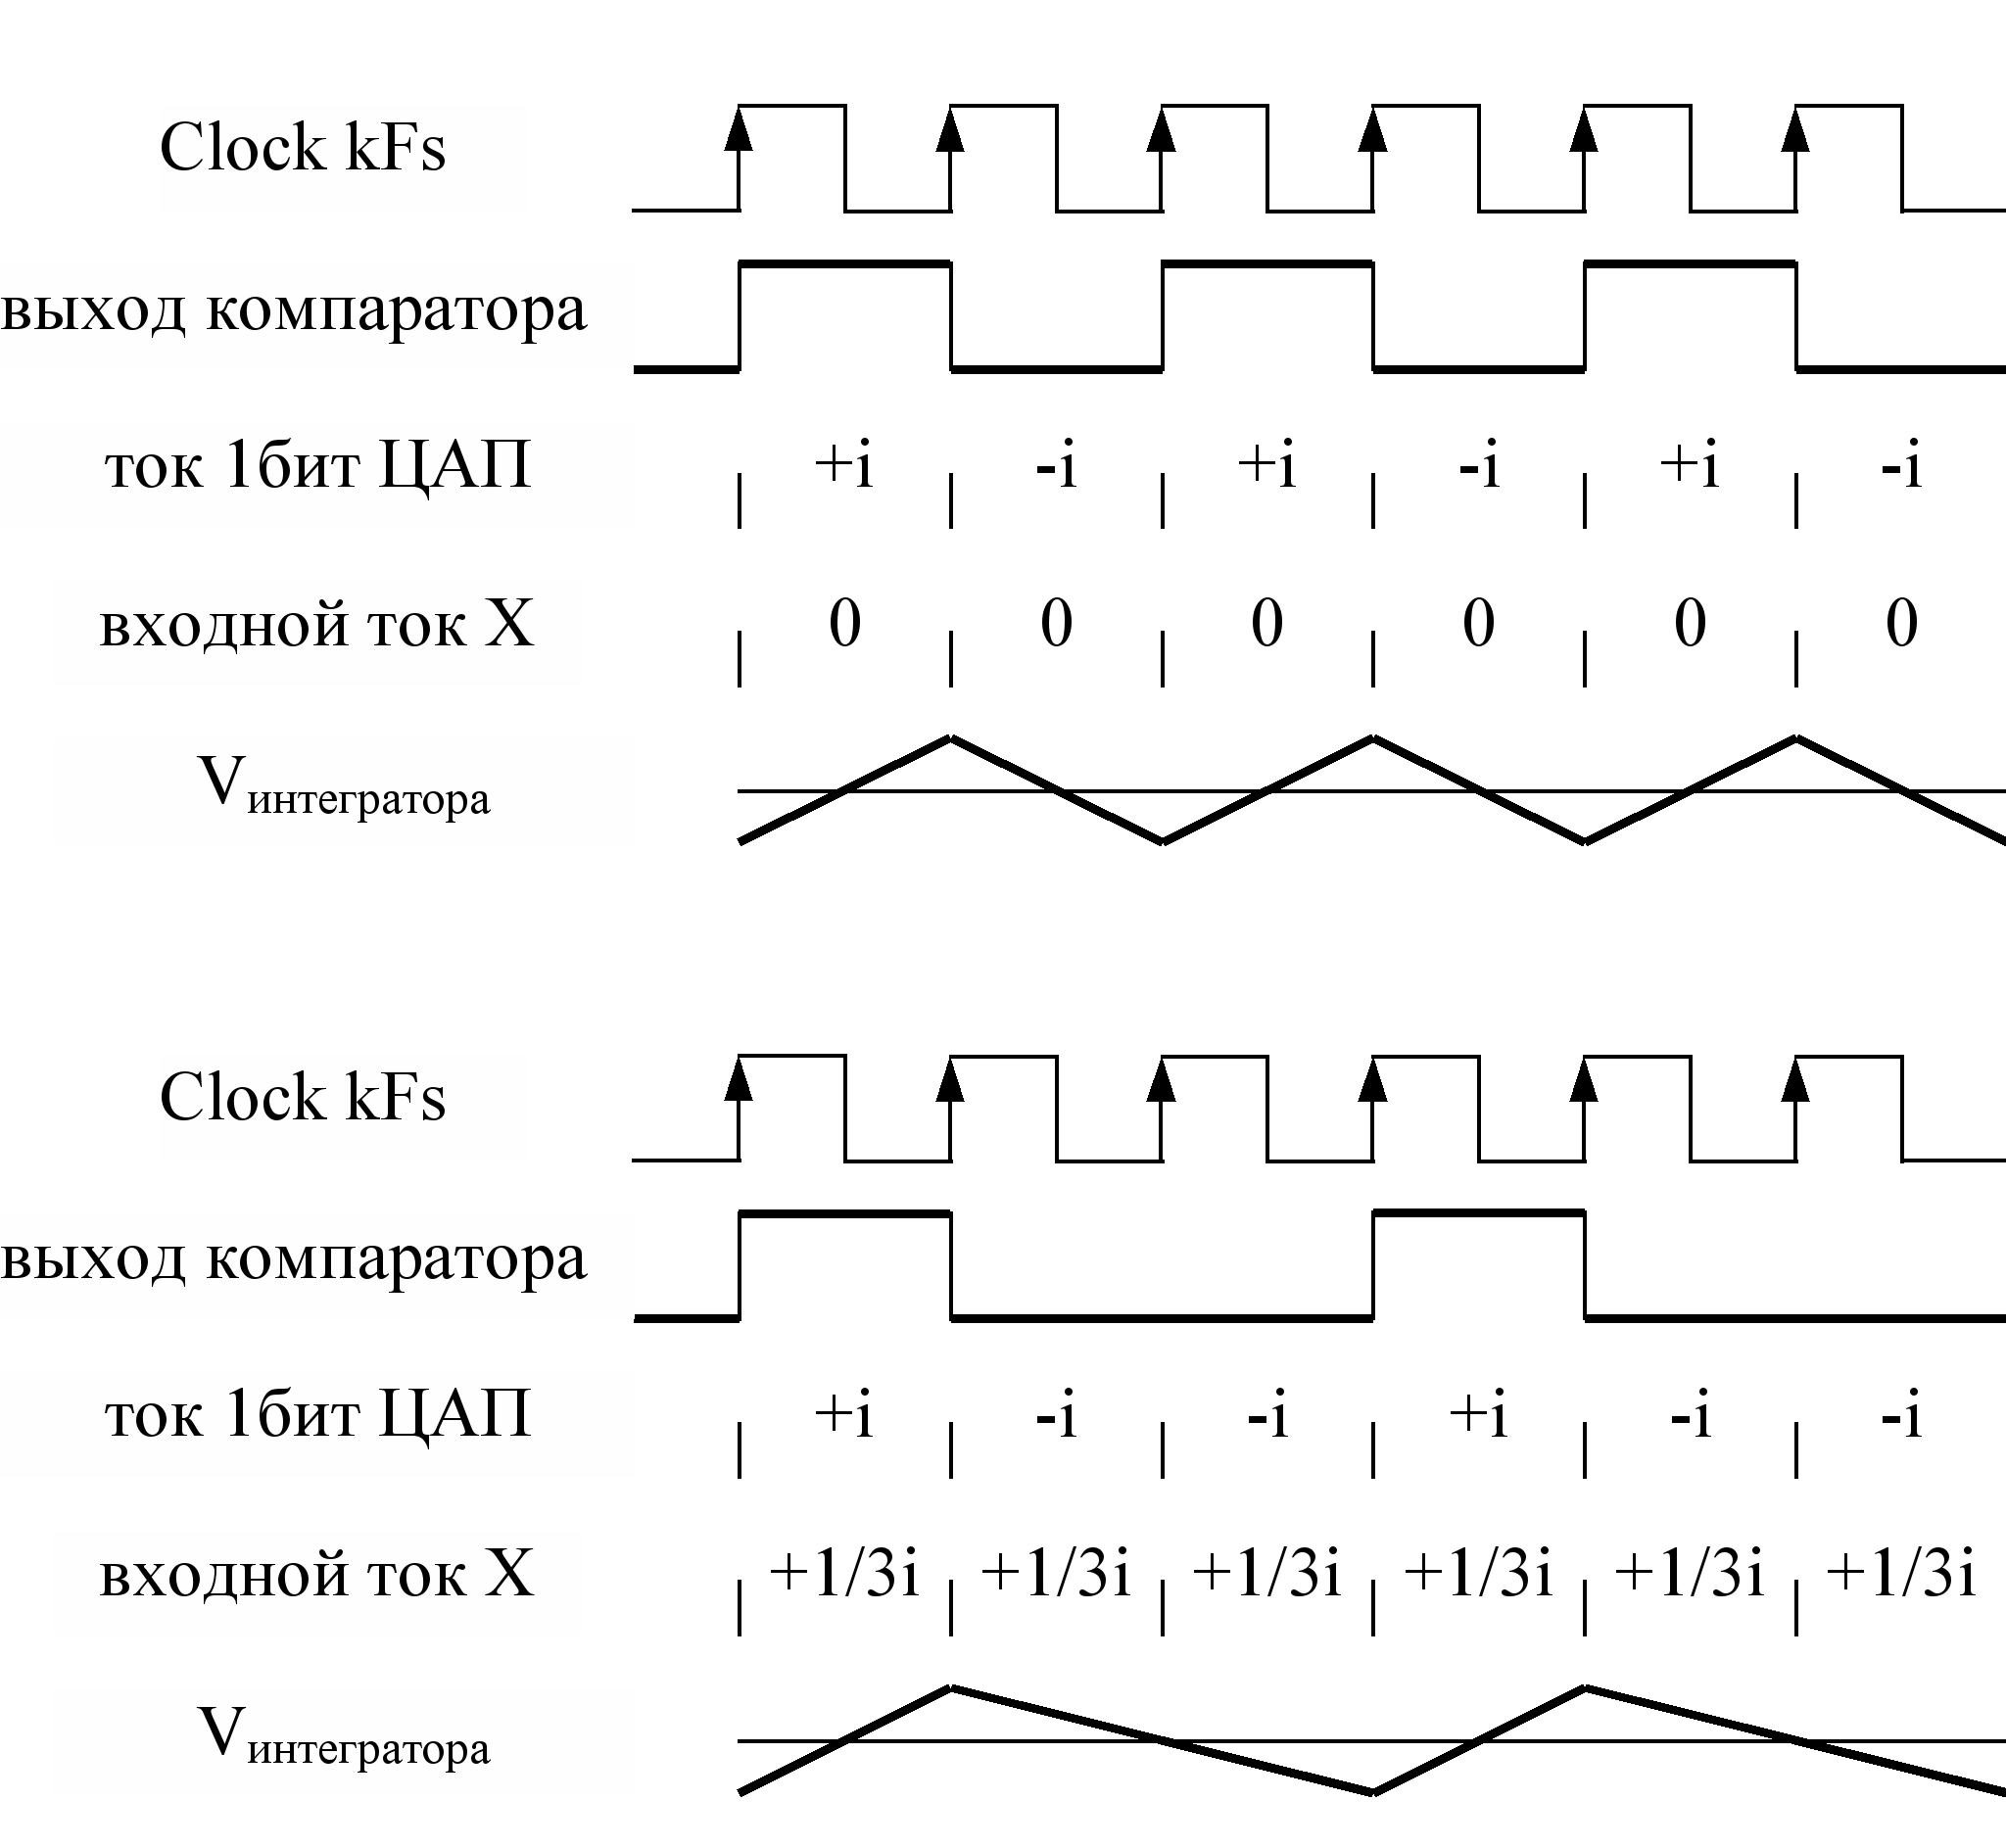 Clock kFs
выход компаратора
ток 1бит ЦАП +i -i +i -i +i -i
входной ток X 0 0 0 0 0 0
Vинтегратора
Clock kFs
выход компаратора
ток 1бит ЦАП +i -i -i +i -i -i
входной ток X +1/3i +1/3i +1/3i +1/3i +1/3i +1/3i
Vинтегратора